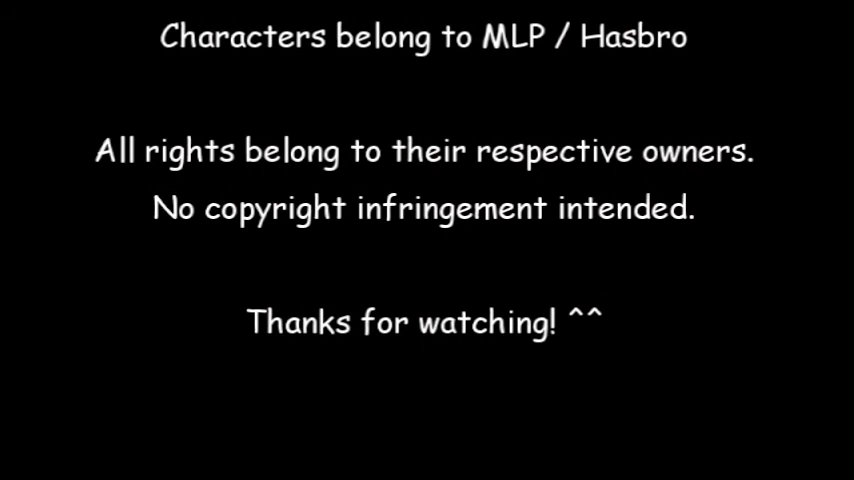 Characters belong to MLP / Hasbro
All rights belong to their respective owners.
No copyright infringement intended.
Thanks for watching! ^^